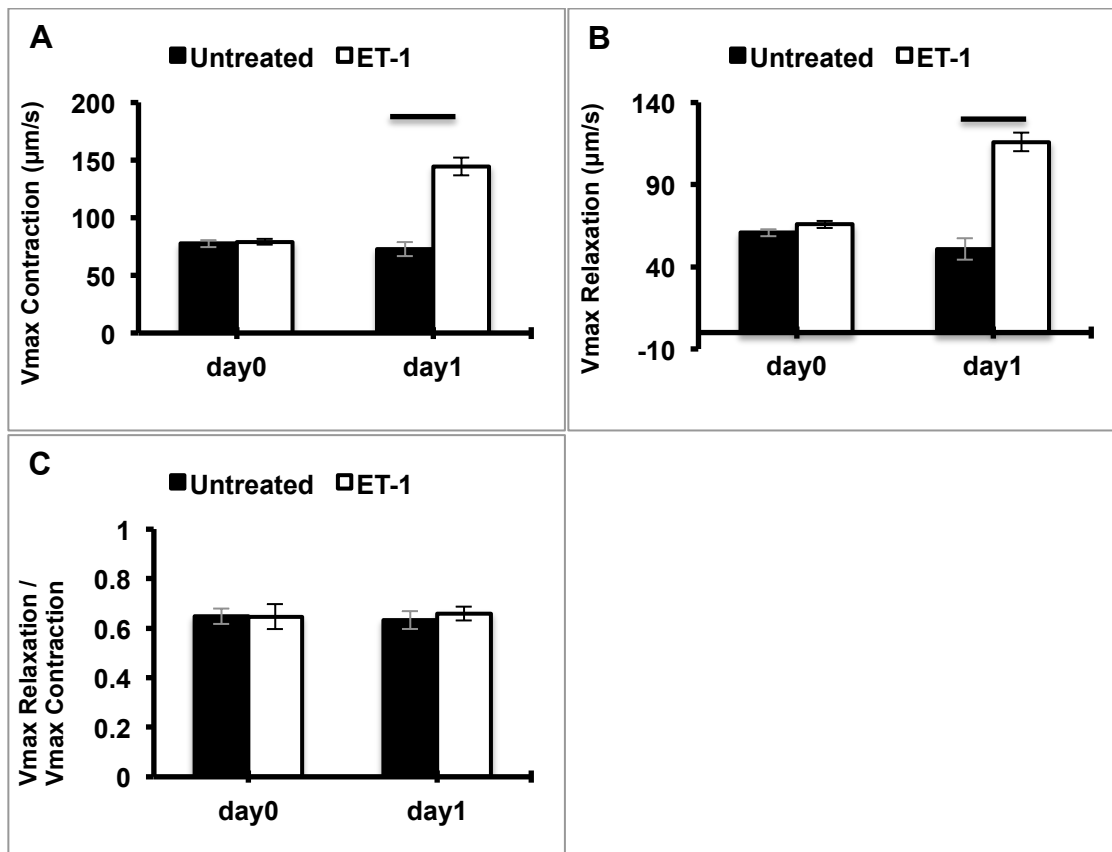 A
Untreated ET-1
Vmax Contraction (µm/s)
200
150
100
50
0
day0 day1
B
Untreated ET-1
Vmax Relaxation (µm/s)
140
90
40
-10
day0 day1
C
Untreated ET-1
Vmax Relaxation /
Vmax Contraction
1
0.8
0.6
0.4
0.2
0
day0 day1